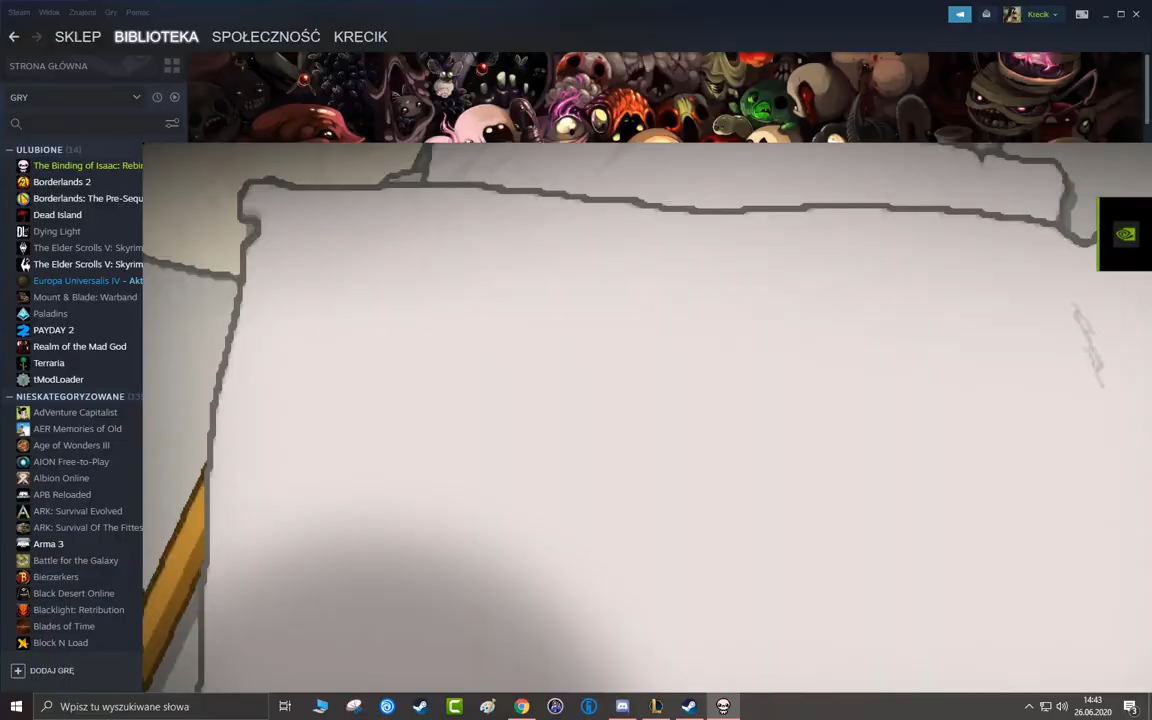 Steam Widok Znajomi Gry Pomoc
Krecik
SKLEP BIBLIOTEKA SPOŁECZNOŚĆ KRECIK
STRONA GŁÓWNA
GRY
ULUBIONE (14)
The Binding of Isaac: Rebir
Borderlands 2
Borderlands: The Pre-Sequ
Dead Island
Dying Light
The Elder Scrolls V: Skyrim
The Elder Scrolls V: Skyrim
Europa Universalis IV - Akt
Mount & Blade: Warband
Paladins
PAYDAY 2
Realm of the Mad God
Terraria
tModLoader
NIESKATEGORYZOWANE
AdVenture Capitalist
AER Memories of Old
Age of Wonders III
AION Free-to-Play
Albion Online
APB Reloaded
ARK: Survival Evolved
ARK: Survival Of The Fittes
Arma 3
Battle for the Galaxy
Bierzerkers
Black Desert Online
Blacklight: Retribution
Blades of Time
Block N Load
DODAJ GRĘ
Wpisz tu wyszukiwane słowa
14:43
26.06.2020